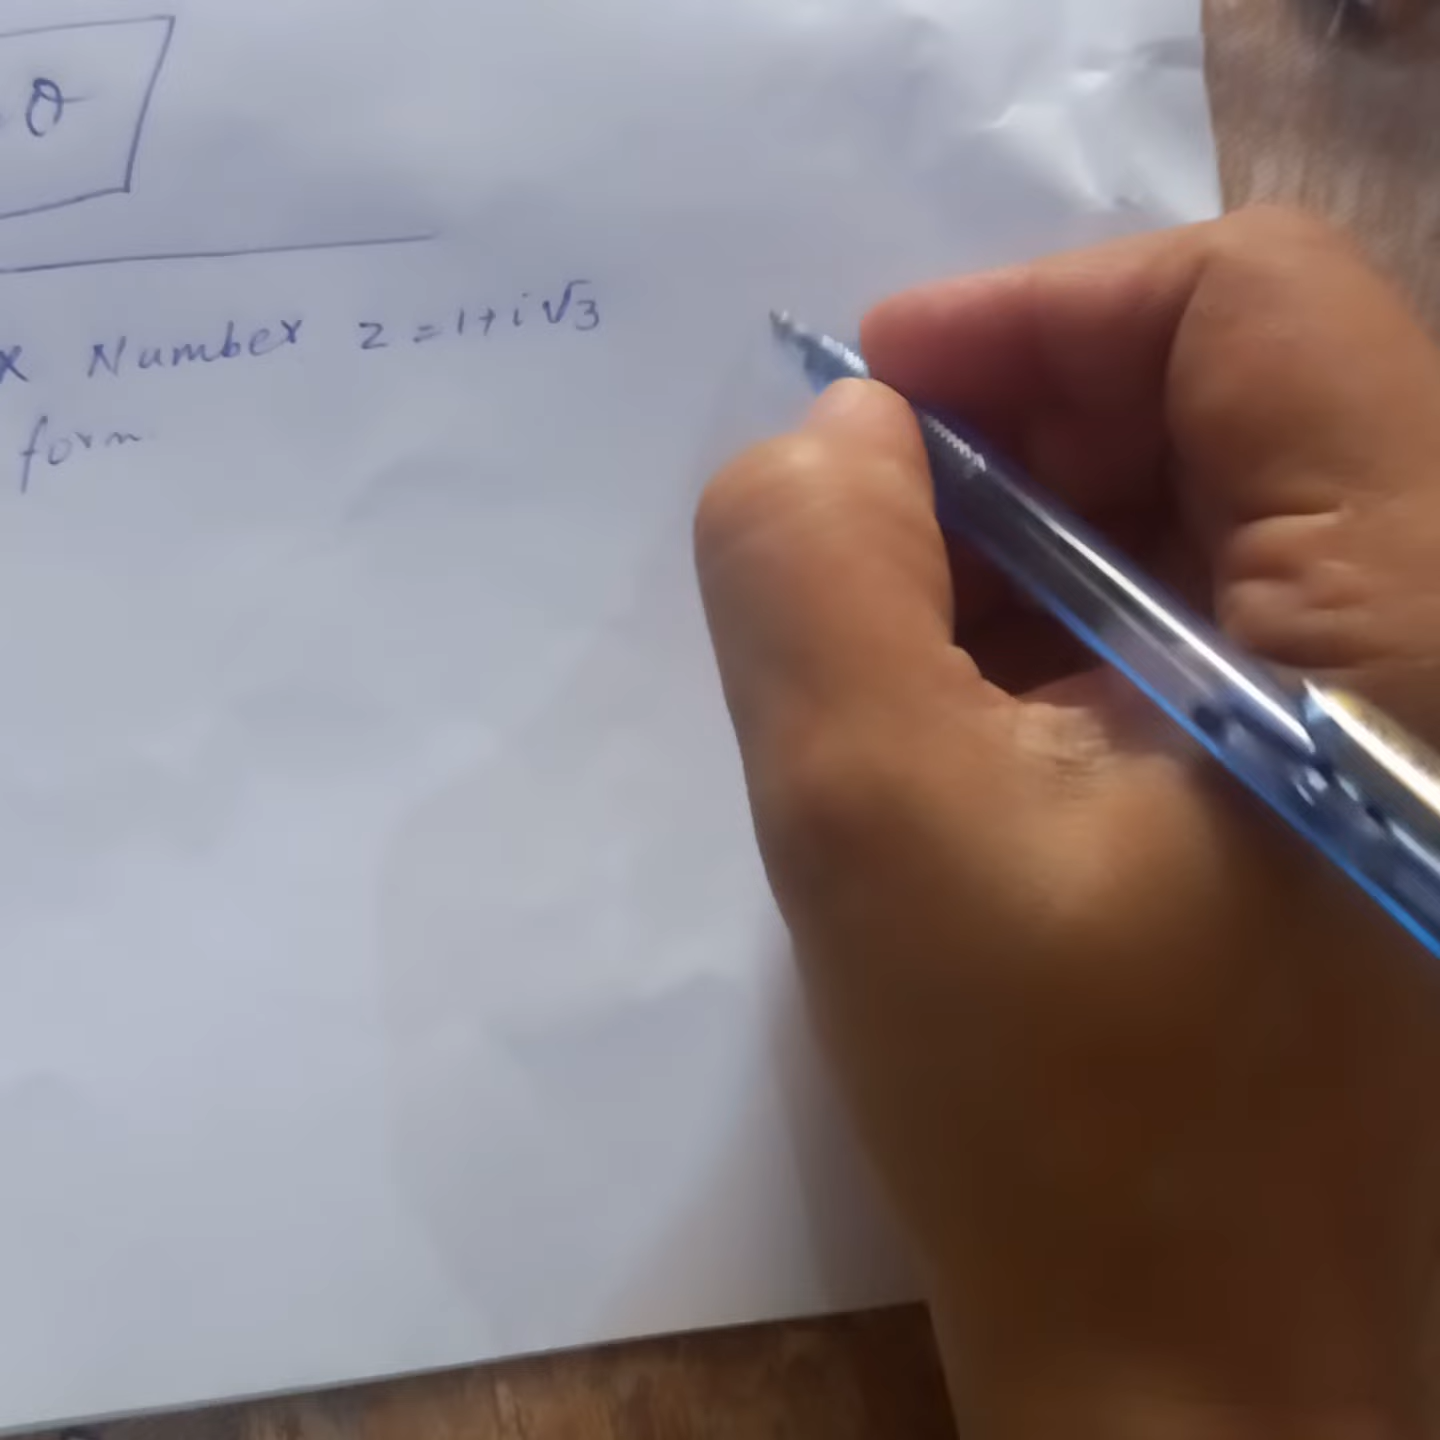 θ
x Number z = 1+i√3
form